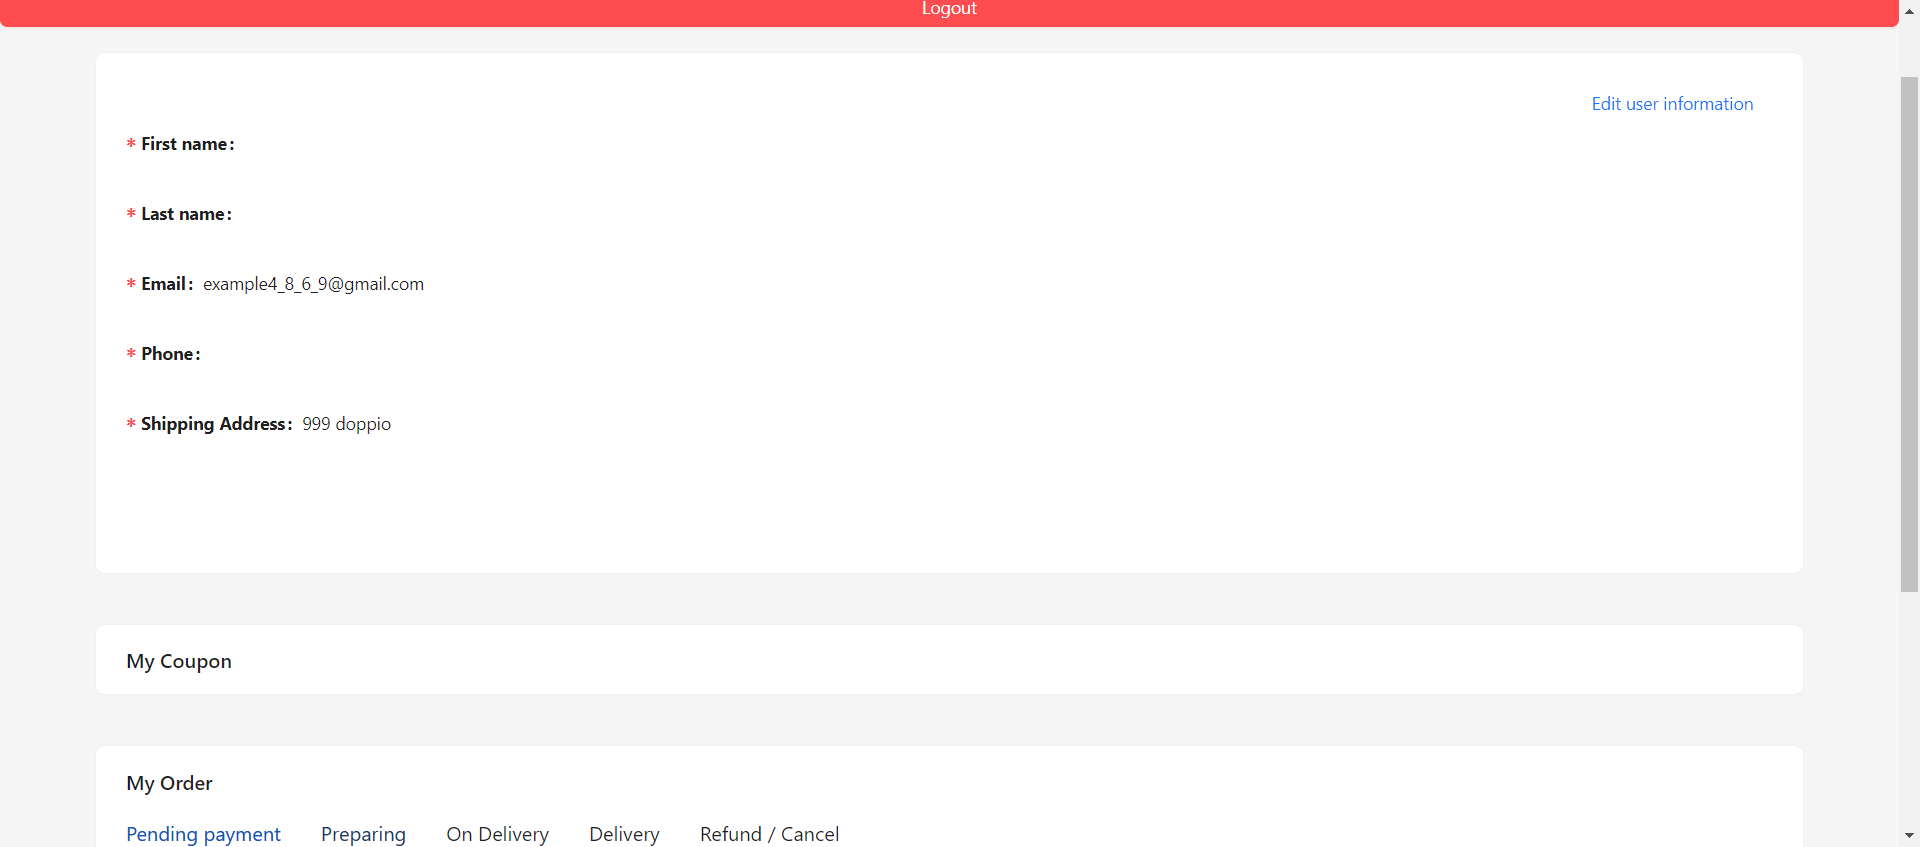 Logout
Edit user information
* First name:
* Last name:
* Email: example4_8_6_9@gmail.com
* Phone:
* Shipping Address: 999 doppio
My Coupon
My Order
Pending payment Preparing On Delivery Delivery Refund / Cancel